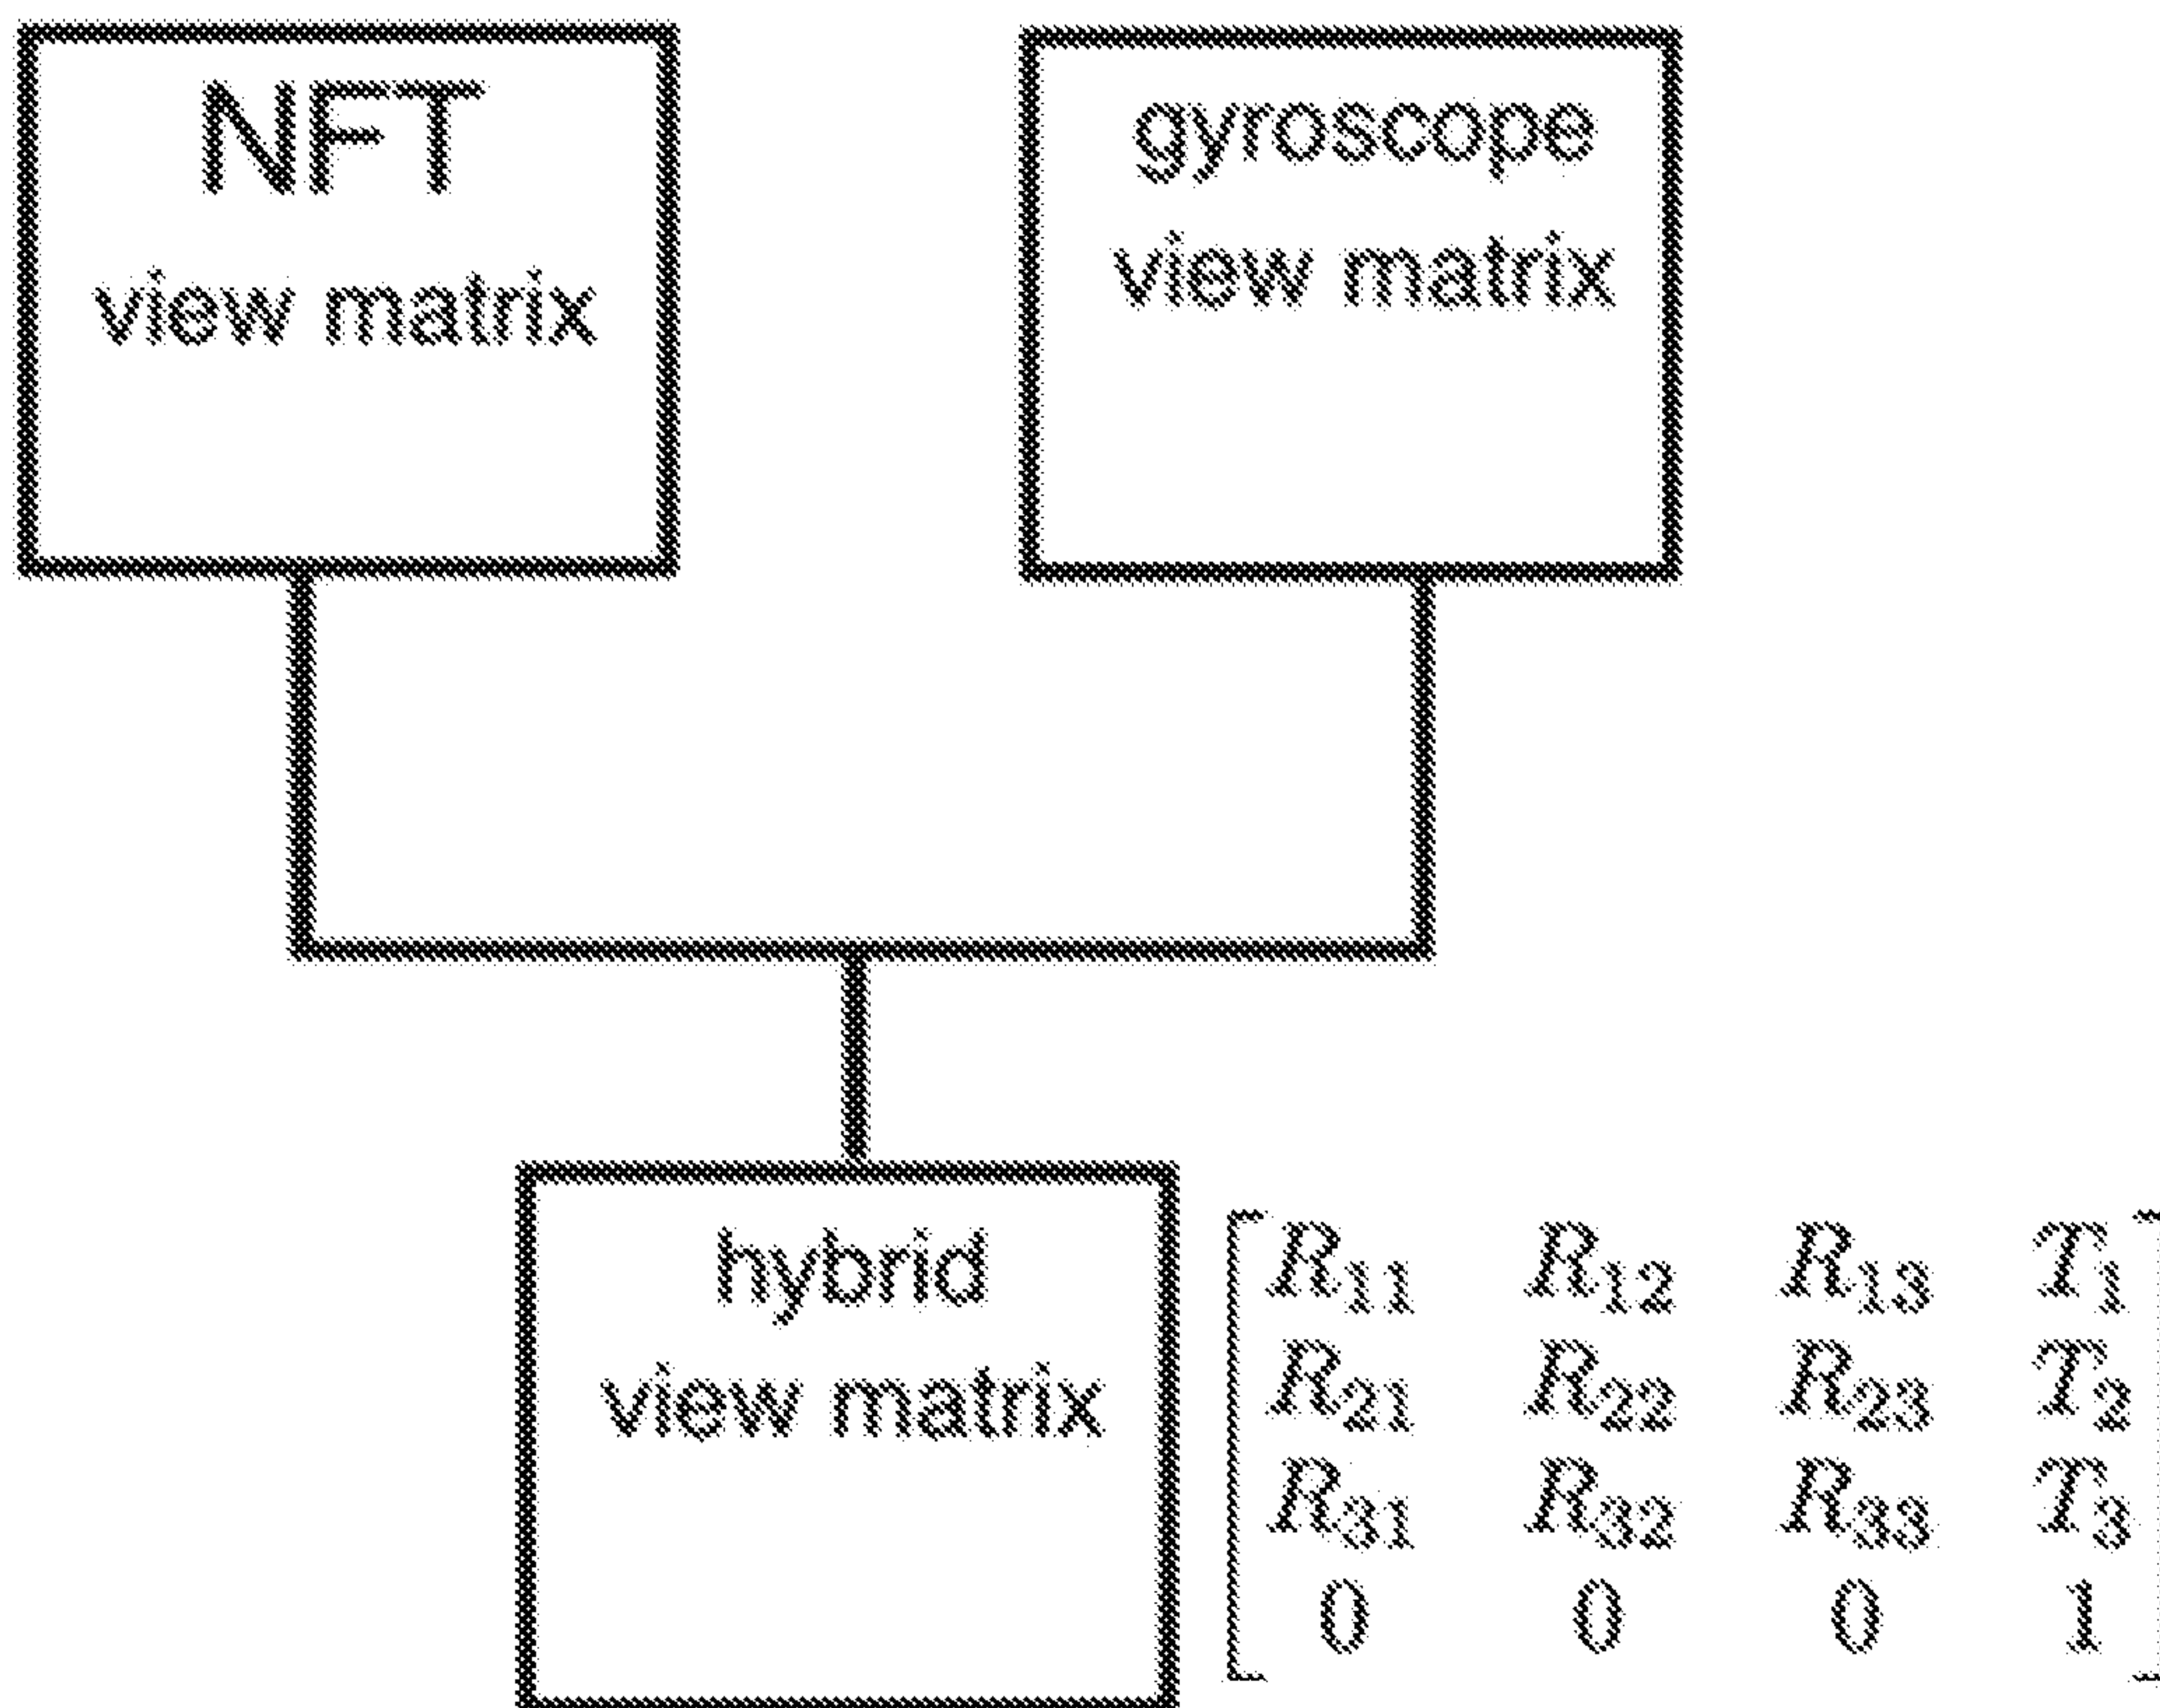 NFT
view matrix
gyroscope
view matrix
hybrid
view matrix
R11 R12 R13 T1
R21 R22 R23 T2
R31 R32 R33 T3
0 0 0 1